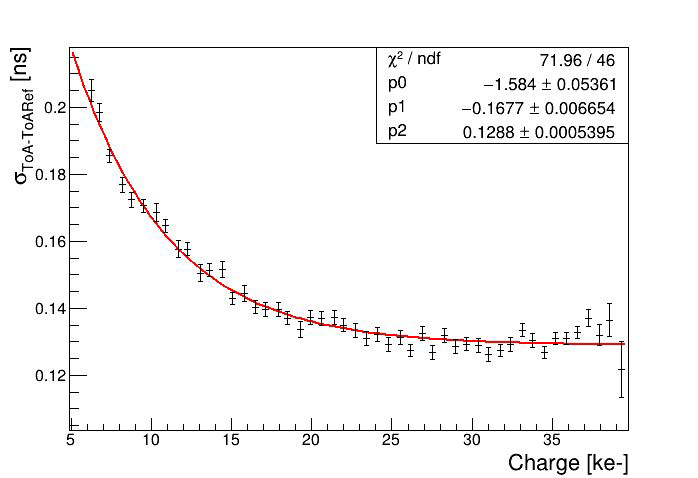 σToA-ToARef [ns]
χ² / ndf 71.96 / 46
p0 −1.584 ± 0.05361
p1 −0.1677 ± 0.006654
p2 0.1288 ± 0.0005395
0.2
0.18
0.16
0.14
0.12
5 10 15 20 25 30 35
Charge [ke-]